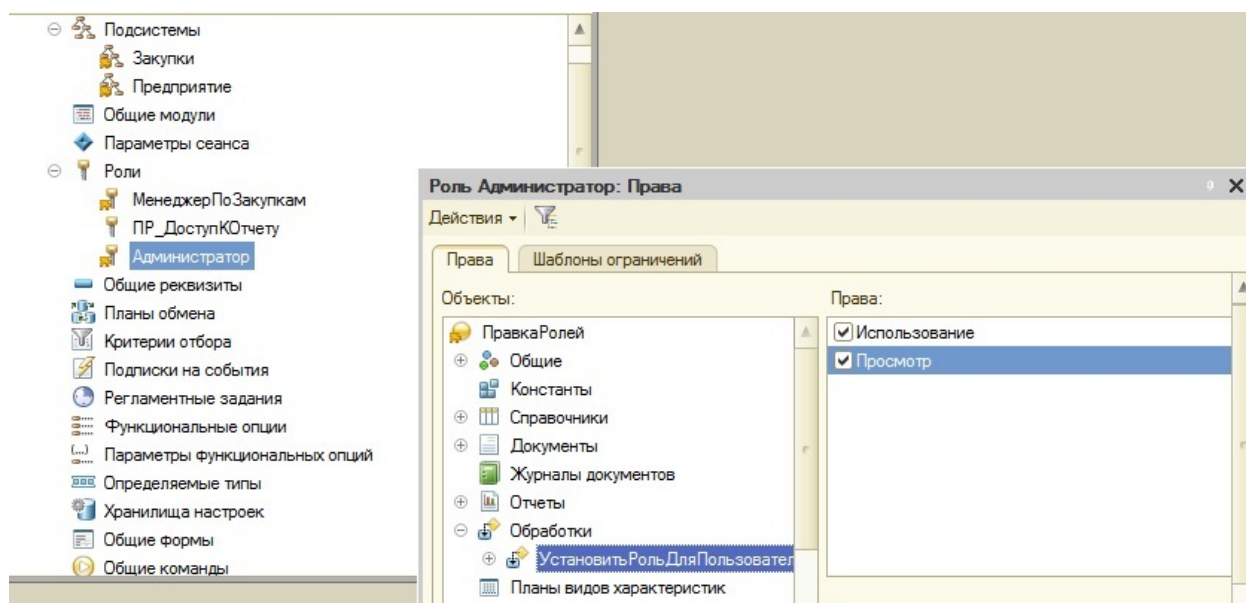 Подсистемы
Закупки
Предприятие
Общие модули
Параметры сеанса
Роли
МенеджерПоЗакупкам
ПР_ДоступКОтчету
Администратор
Общие реквизиты
Планы обмена
Критерии отбора
Подписки на события
Регламентные задания
Функциональные опции
Параметры функциональных опций
Определяемые типы
Хранилища настроек
Общие формы
Общие команды
Роль Администратор: Права
Действия
Права
Шаблоны ограничений
Объекты:
ПравкаРолей
Общие
Константы
Справочники
Документы
Журналы документов
Отчеты
Обработки
УстановитьРольДляПользовател
Планы видов характеристик
Права:
Использование
Просмотр